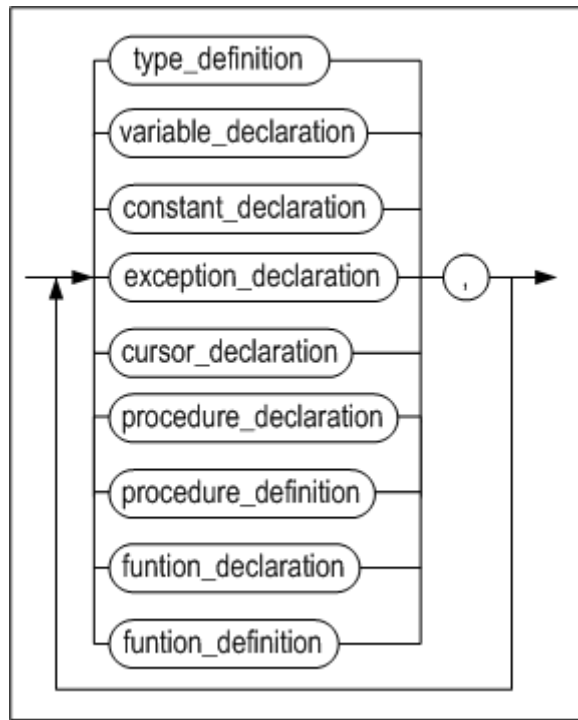 type_definition
variable_declaration
constant_declaration
exception_declaration
,
cursor_declaration
procedure_declaration
procedure_definition
funtion_declaration
funtion_definition